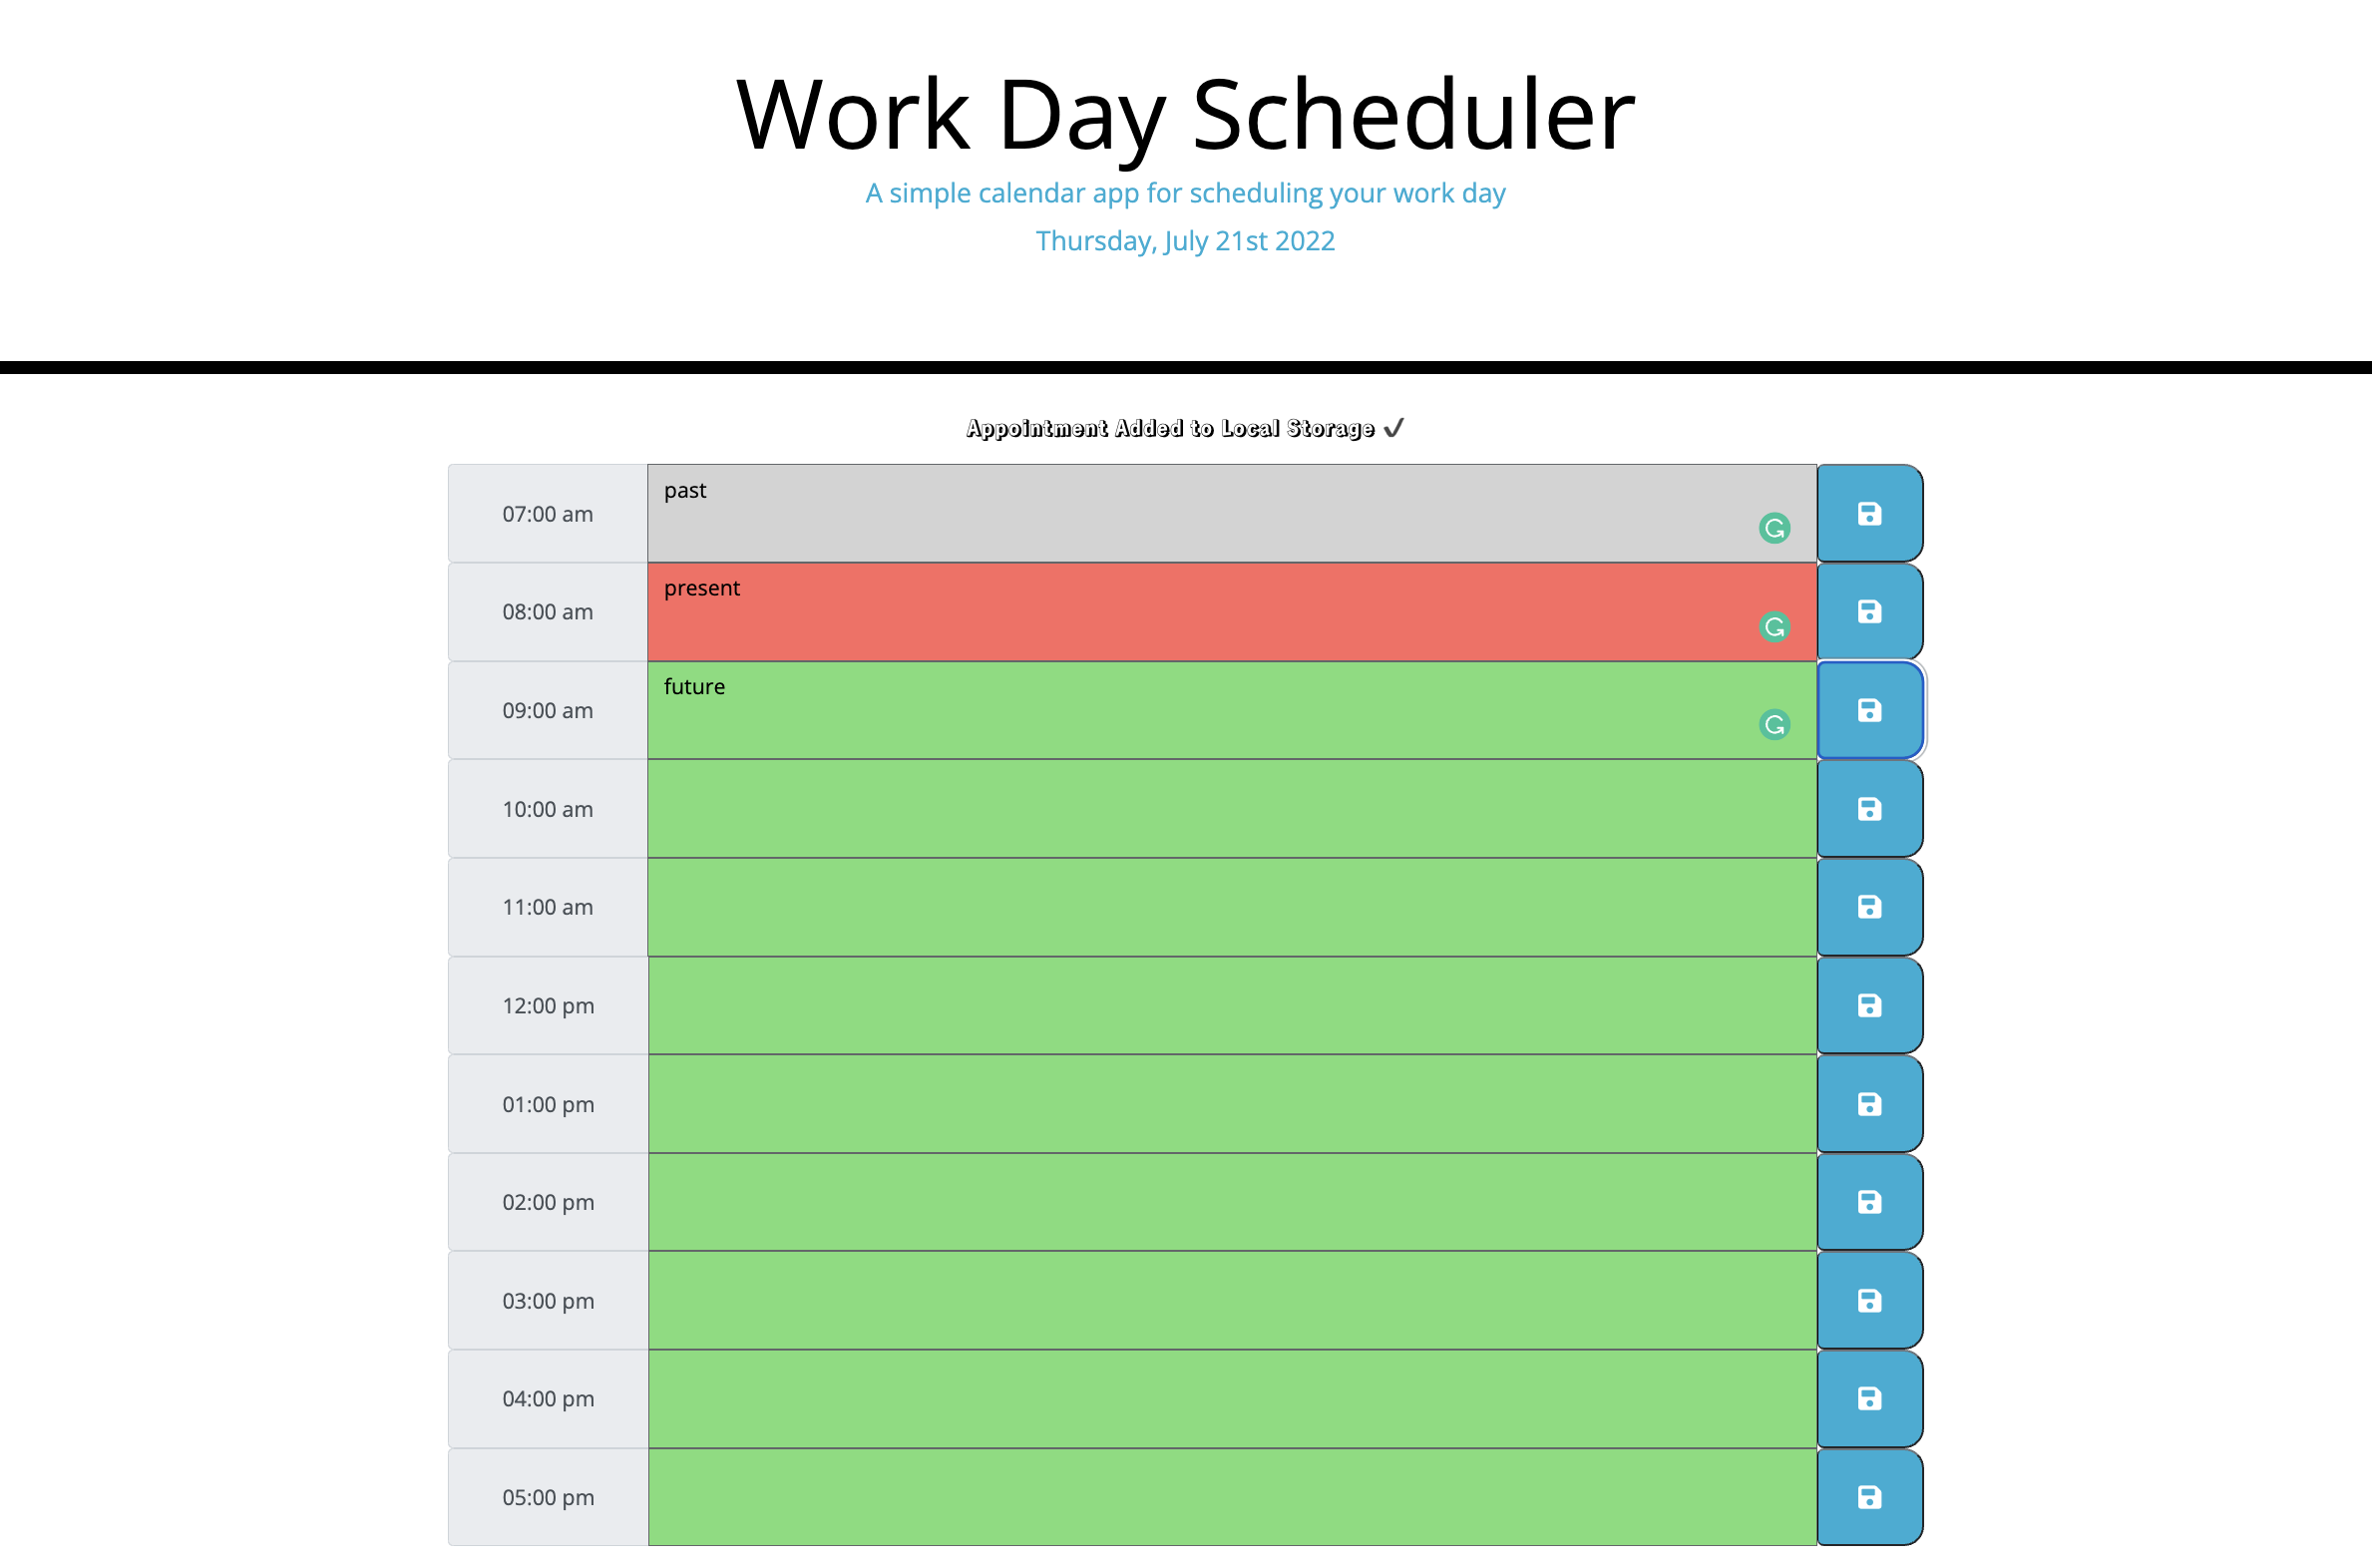 Work Day Scheduler
A simple calendar app for scheduling your work day
Thursday, July 21st 2022
Appointment Added to Local Storage ✔
07:00 am past
08:00 am present
09:00 am future
10:00 am
11:00 am
12:00 pm
01:00 pm
02:00 pm
03:00 pm
04:00 pm
05:00 pm